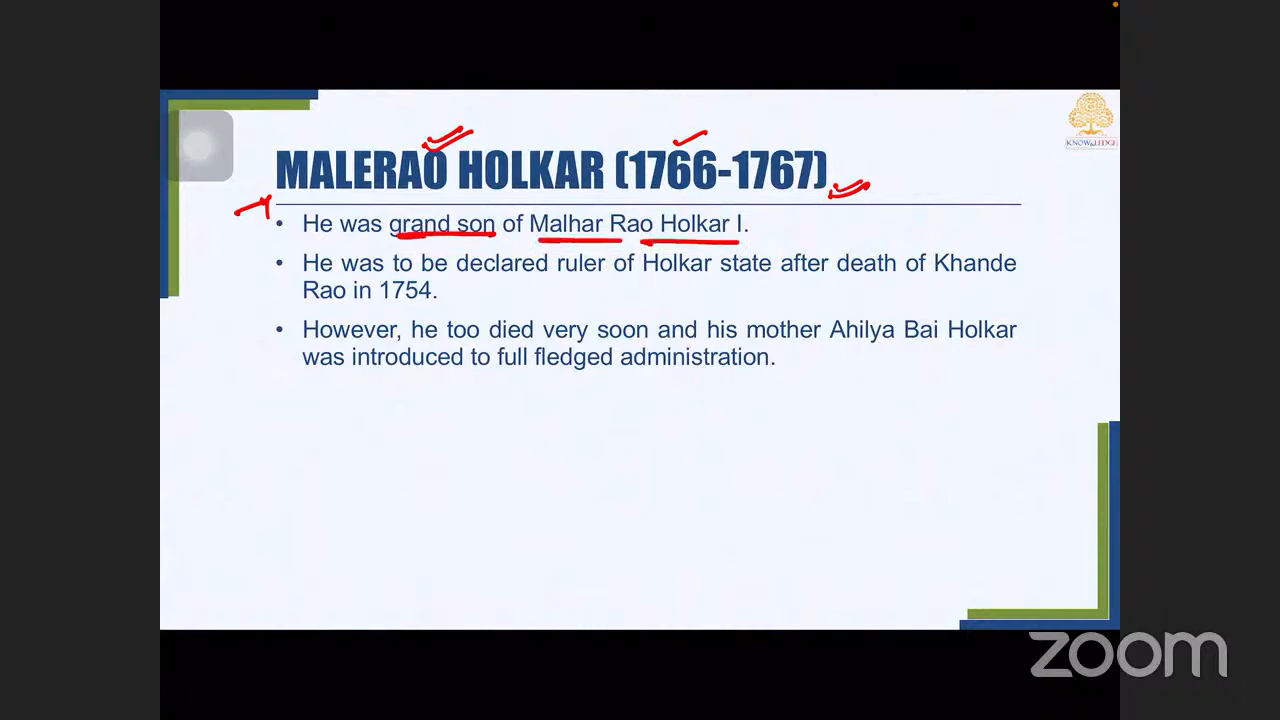 MALERAO HOLKAR (1766-1767)
• He was grand son of Malhar Rao Holkar I.
• He was to be declared ruler of Holkar state after death of Khande
Rao in 1754.
• However, he too died very soon and his mother Ahilya Bai Holkar
was introduced to full fledged administration.
zoom